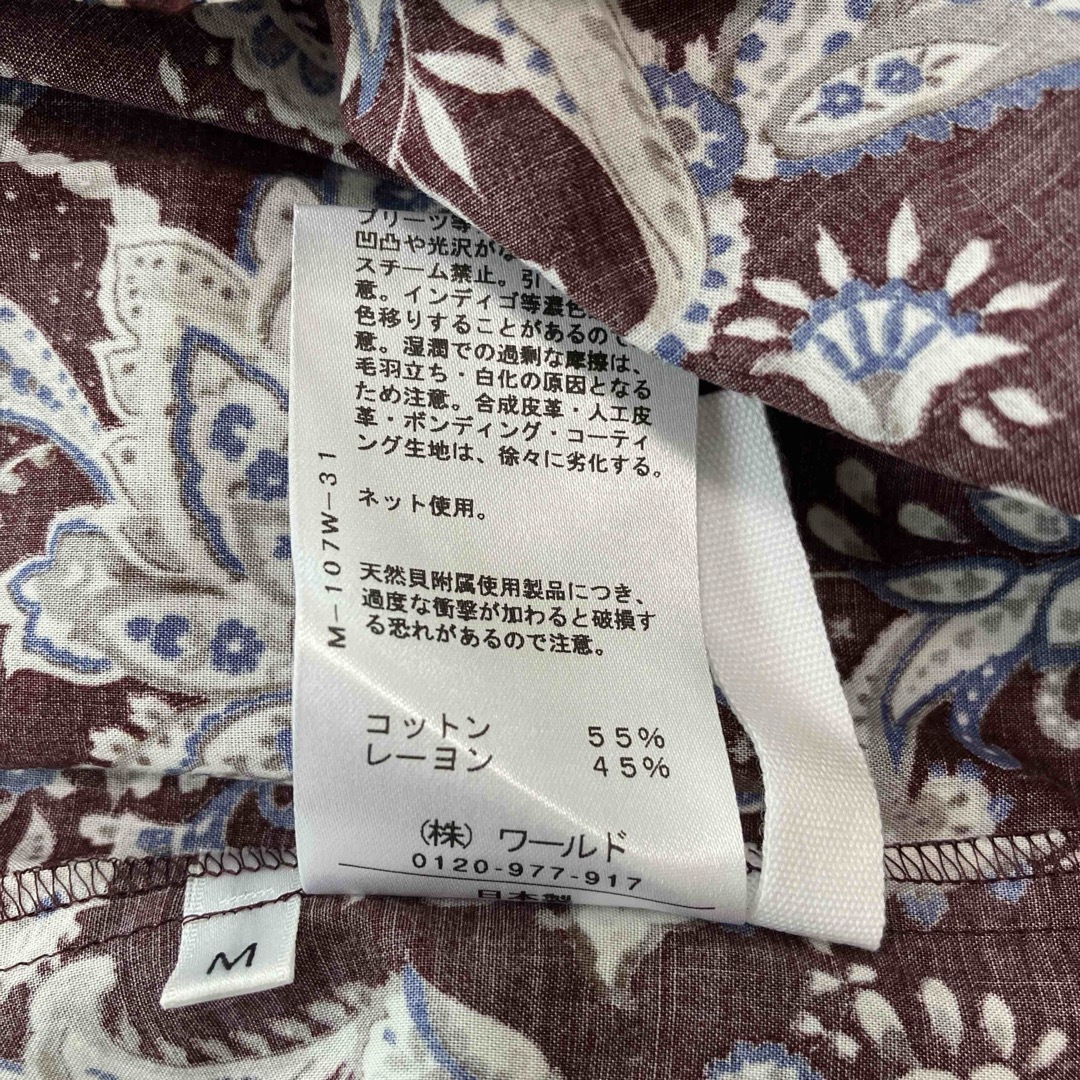 プリーツ等
凹凸や光沢がな
スチーム禁止。引
意。インディゴ等濃色
色移りすることがあるので
意。湿潤での過剰な摩擦は、
毛羽立ち・白化の原因となる
ため注意。合成皮革・人工皮
革・ボンディング・コーティ
ング生地は、徐々に劣化する。
ネット使用。
天然貝附属使用製品につき、
過度な衝撃が加わると破損す
る恐れがあるので注意。
M-107W-31
コットン 55%
レーヨン 45%
(株) ワールド
0120-977-917
日本製
M